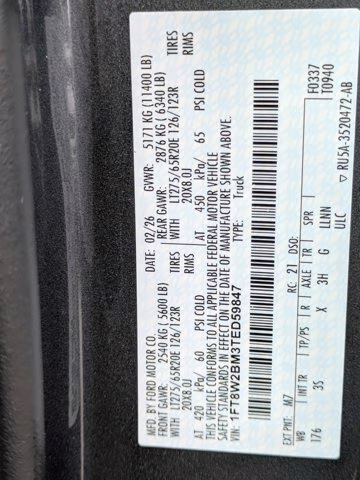 MFD. BY FORD MOTOR CO.
DATE: 02/26 GVWR: 5171 KG (11400 LB)
FRONT GAWR: 2540 KG (5600 LB) REAR GAWR: 2876 KG (6340 LB)
WITH LT275/65R20E 126/123R TIRES WITH LT275/65R20E 126/123R TIRES
20X8.0J RIMS 20X8.0J RIMS
AT 420 kPa/ 60 PSI COLD AT 450 kPa/ 65 PSI COLD
THIS VEHICLE CONFORMS TO ALL APPLICABLE FEDERAL MOTOR VEHICLE
SAFETY STANDARDS IN EFFECT ON THE DATE OF MANUFACTURE SHOWN ABOVE.
1FT8W2BM3TED59847 TYPE: Truck
F0337
T0940
EXT PNT: M7 RC: 21 DSO:
WB INT TR TP/PS R AXLE TR SPR
176 3S X 3H G LLNN
ULC
RU5A-3520472-AB